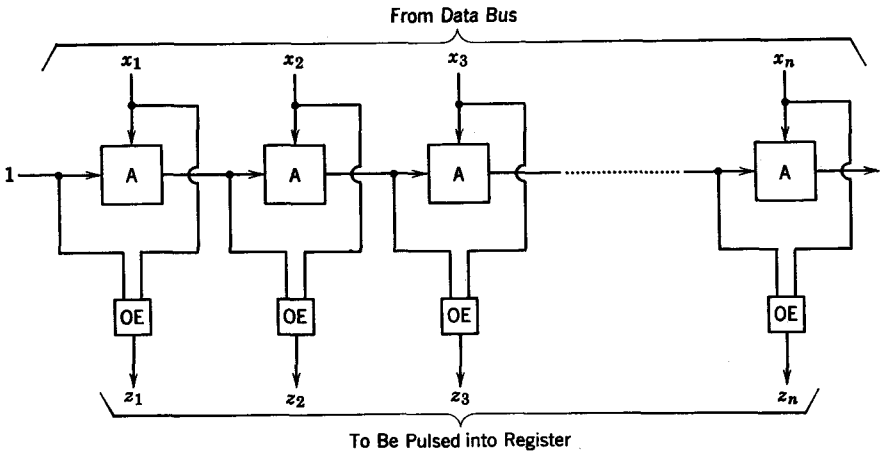 From Data Bus
x₁ x₂ x₃ xₙ
1 A A A A
OE OE OE OE
z₁ z₂ z₃ zₙ
To Be Pulsed into Register